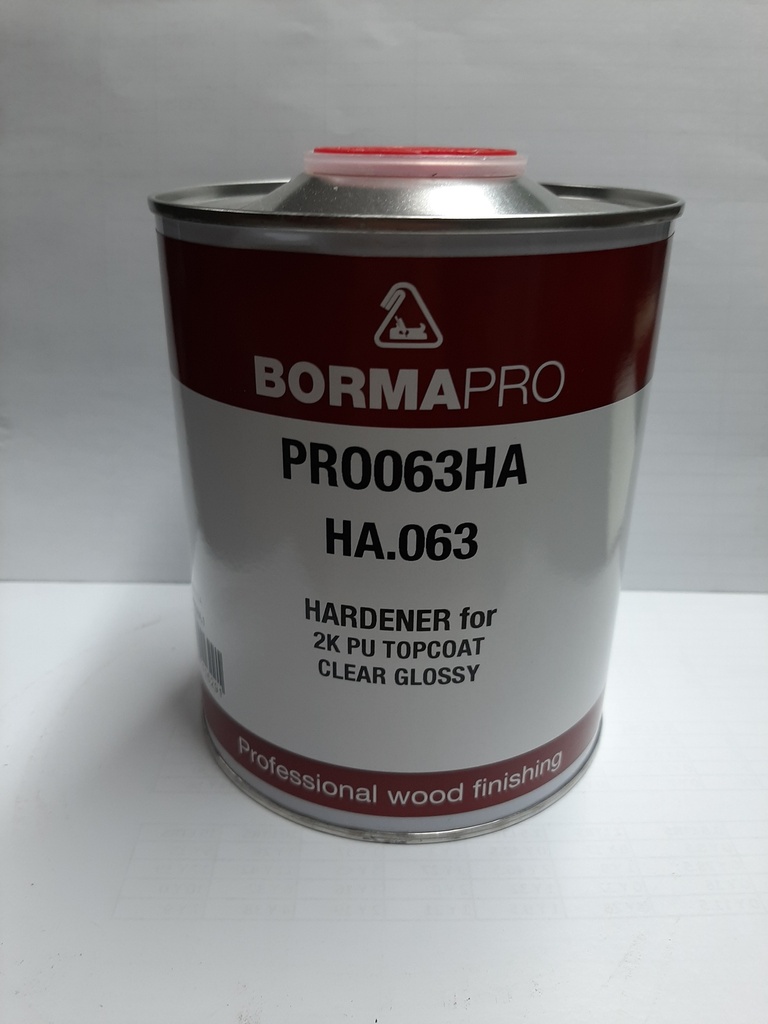 BORMAPRO
PRO063HA
HA.063
HARDENER for
2K PU TOPCOAT
CLEAR GLOSSY
Professional wood finishing